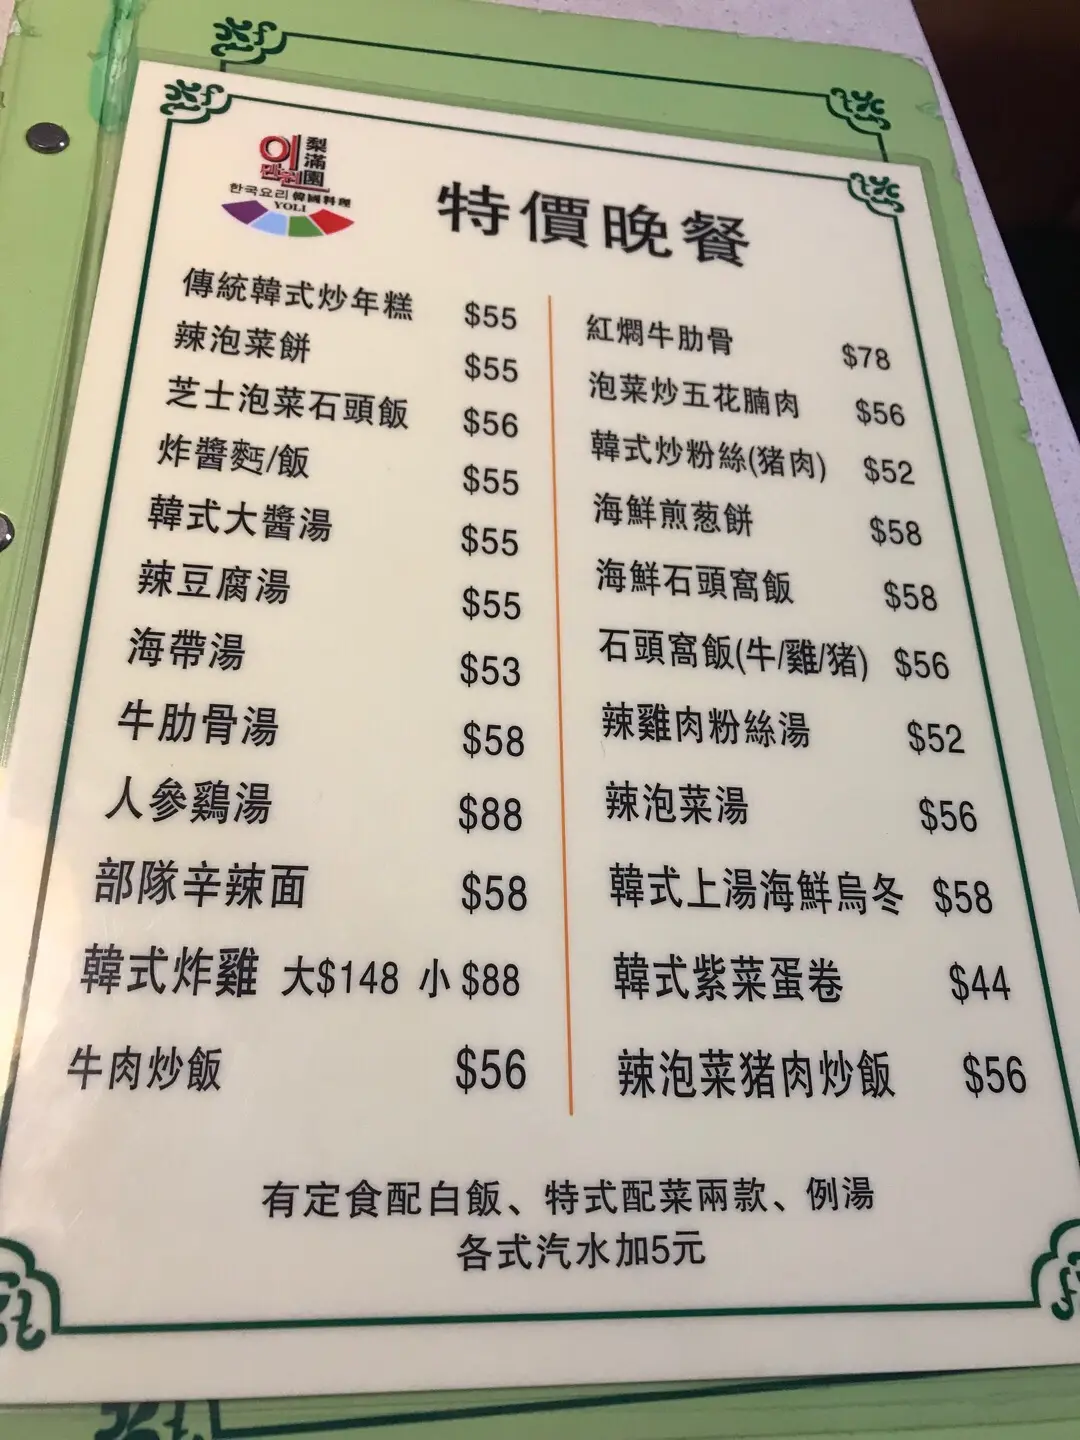 이 梨滿園
민원
한국요리 韓國料理
YOLI
特價晚餐
傳統韓式炒年糕 $55
辣泡菜餅 $55
芝士泡菜石頭飯 $56
炸醬麪/飯 $55
韓式大醬湯 $55
辣豆腐湯 $55
海帶湯 $53
牛肋骨湯 $58
人參鷄湯 $88
部隊辛辣面 $58
韓式炸雞 大$148 小$88
牛肉炒飯 $56
紅燜牛肋骨 $78
泡菜炒五花腩肉 $56
韓式炒粉絲(猪肉) $52
海鮮煎葱餅 $58
海鮮石頭窩飯 $58
石頭窩飯(牛/雞/猪) $56
辣雞肉粉絲湯 $52
辣泡菜湯 $56
韓式上湯海鮮烏冬 $58
韓式紫菜蛋卷 $44
辣泡菜猪肉炒飯 $56
有定食配白飯、特式配菜兩款、例湯
各式汽水加5元